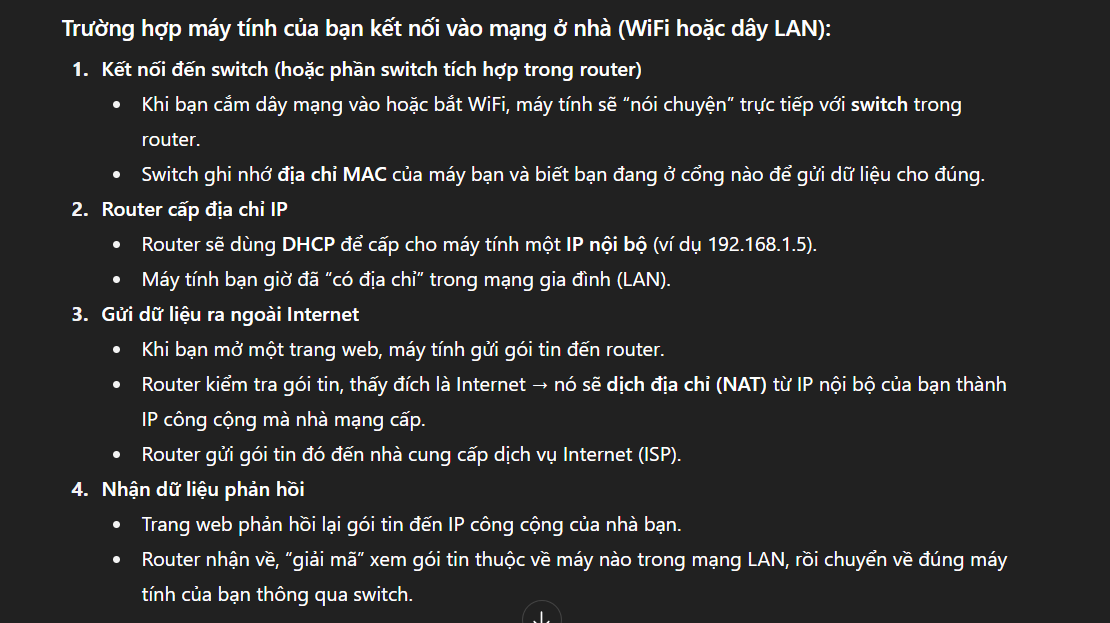 Trường hợp máy tính của bạn kết nối vào mạng ở nhà (WiFi hoặc dây LAN):
1. Kết nối đến switch (hoặc phần switch tích hợp trong router)
• Khi bạn cắm dây mạng vào hoặc bắt WiFi, máy tính sẽ “nói chuyện” trực tiếp với switch trong
router.
• Switch ghi nhớ địa chỉ MAC của máy bạn và biết bạn đang ở cổng nào để gửi dữ liệu cho đúng.
2. Router cấp địa chỉ IP
• Router sẽ dùng DHCP để cấp cho máy tính một IP nội bộ (ví dụ 192.168.1.5).
• Máy tính bạn giờ đã “có địa chỉ” trong mạng gia đình (LAN).
3. Gửi dữ liệu ra ngoài Internet
• Khi bạn mở một trang web, máy tính gửi gói tin đến router.
• Router kiểm tra gói tin, thấy đích là Internet → nó sẽ dịch địa chỉ (NAT) từ IP nội bộ của bạn thành
IP công cộng mà nhà mạng cấp.
• Router gửi gói tin đó đến nhà cung cấp dịch vụ Internet (ISP).
4. Nhận dữ liệu phản hồi
• Trang web phản hồi lại gói tin đến IP công cộng của nhà bạn.
• Router nhận về, “giải mã” xem gói tin thuộc về máy nào trong mạng LAN, rồi chuyển về đúng máy
tính của bạn thông qua switch.